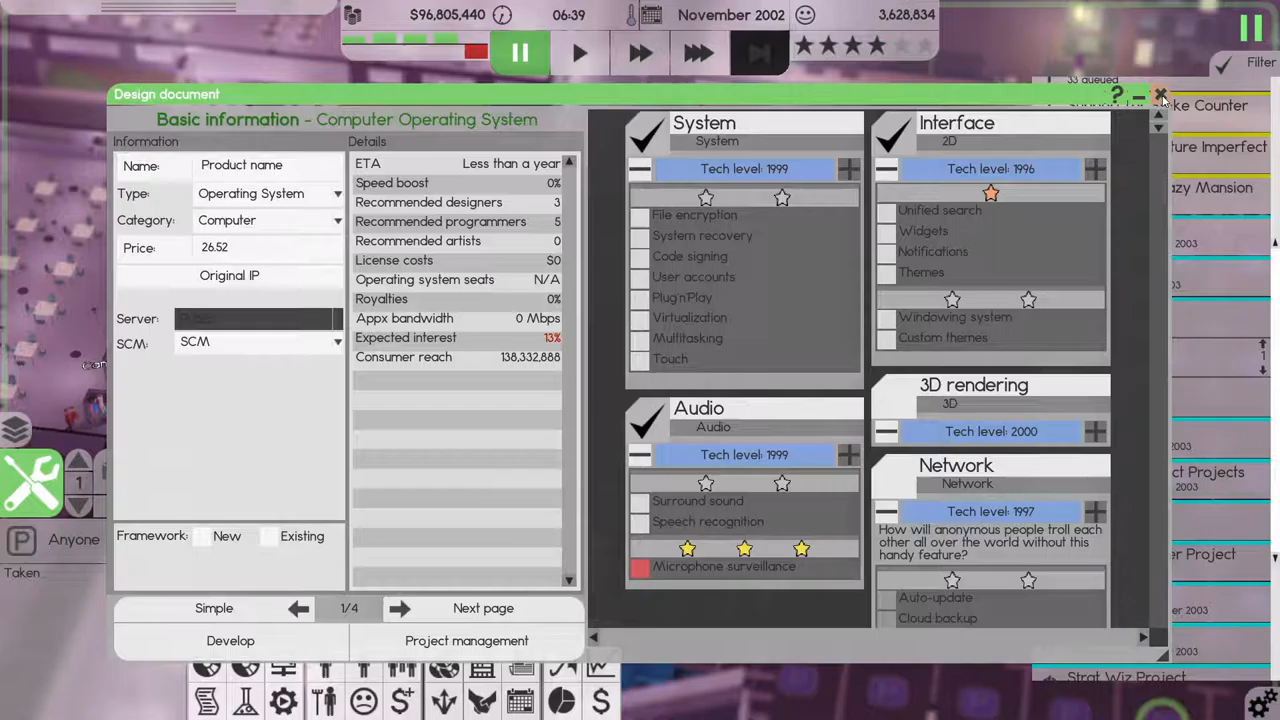 $96,805,440
06:39
November 2002
3,628,834
Filter
33 queued
Design document
?
ke Counter
Basic information - Computer Operating System
Information
Details
Name:
Product name
Type:
Operating System
Category:
Computer
Price:
26.52
Original IP
Server:
SCM:
SCM
ETA
Less than a year
Speed boost
0%
Recommended designers
3
Recommended programmers
5
Recommended artists
0
License costs
$0
Operating system seats
N/A
Royalties
0%
Appx bandwidth
0 Mbps
Expected interest
13%
Consumer reach
138,332,888
Framework:
New
Existing
Simple
1/4
Next page
Develop
Project management
System
System
Tech level: 1999
File encryption
System recovery
Code signing
User accounts
Plug'n'Play
Virtualization
Multitasking
Touch
Audio
Audio
Tech level: 1999
Surround sound
Speech recognition
Microphone surveillance
Interface
2D
Tech level: 1996
Unified search
Widgets
Notifications
Themes
Windowing system
Custom themes
3D rendering
3D
Tech level: 2000
Network
Network
Tech level: 1997
How will anonymous people troll each
other all over the world without this
handy feature?
Auto-update
Cloud backup
ture Imperfect
azy Mansion
2003
003
1
1
003
ct Projects
2003
er Project
er 2003
2003
Strat Wiz Project
1
P
Anyone
Taken